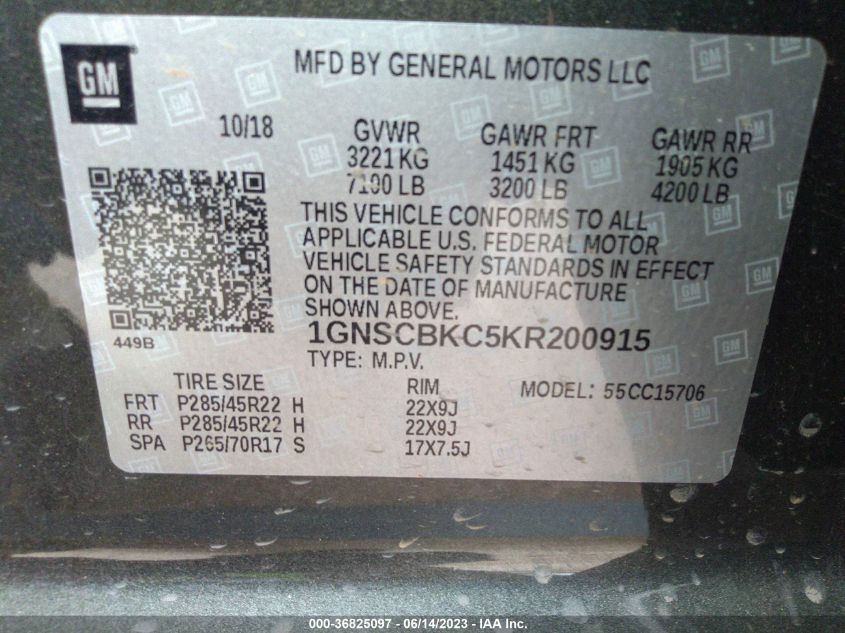 GM
MFD BY GENERAL MOTORS LLC
10/18 GVWR GAWR FRT GAWR RR
3221 KG 1451 KG 1905 KG
7100 LB 3200 LB 4200 LB
THIS VEHICLE CONFORMS TO ALL
APPLICABLE U.S. FEDERAL MOTOR
VEHICLE SAFETY STANDARDS IN EFFECT
ON THE DATE OF MANUFACTURE
SHOWN ABOVE.
449B
1GNSCBKC5KR200915
TYPE: M.P.V.
TIRE SIZE RIM MODEL: 55CC15706
FRT P285/45R22 H 22X9J
RR P285/45R22 H 22X9J
SPA P265/70R17 S 17X7.5J
000-36825097 - 06/14/2023 - IAA Inc.